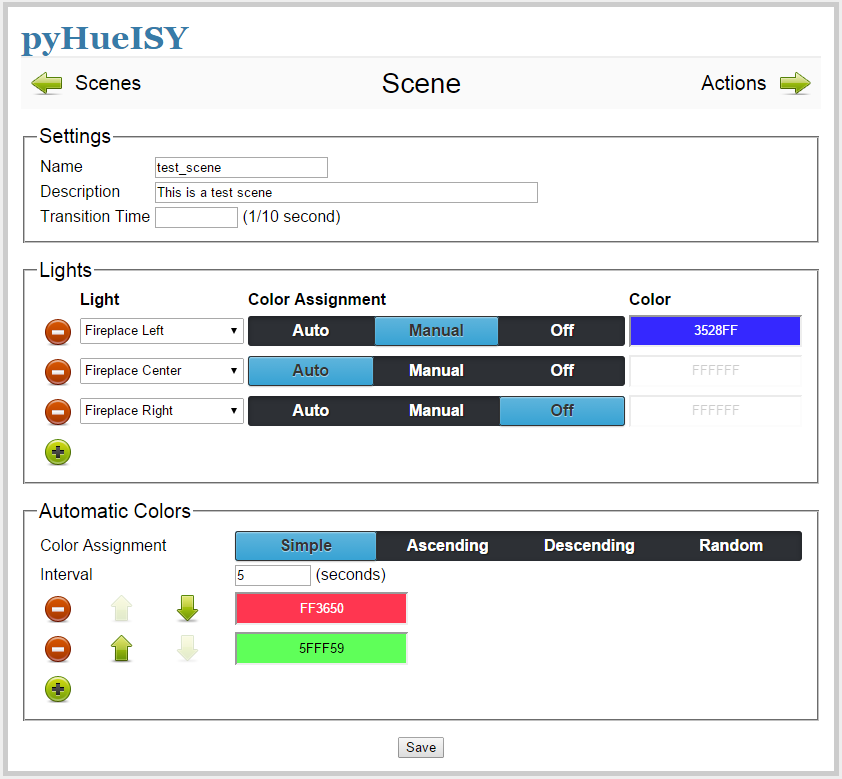 pyHueISY
Scenes Scene Actions
Settings
Name test_scene
Description This is a test scene
Transition Time (1/10 second)
Lights
Light Color Assignment Color
Fireplace Left Auto Manual Off 3528FF
Fireplace Center Auto Manual Off FFFFFF
Fireplace Right Auto Manual Off FFFFFF
Automatic Colors
Color Assignment Simple Ascending Descending Random
Interval 5 (seconds)
FF3650
5FFF59
Save